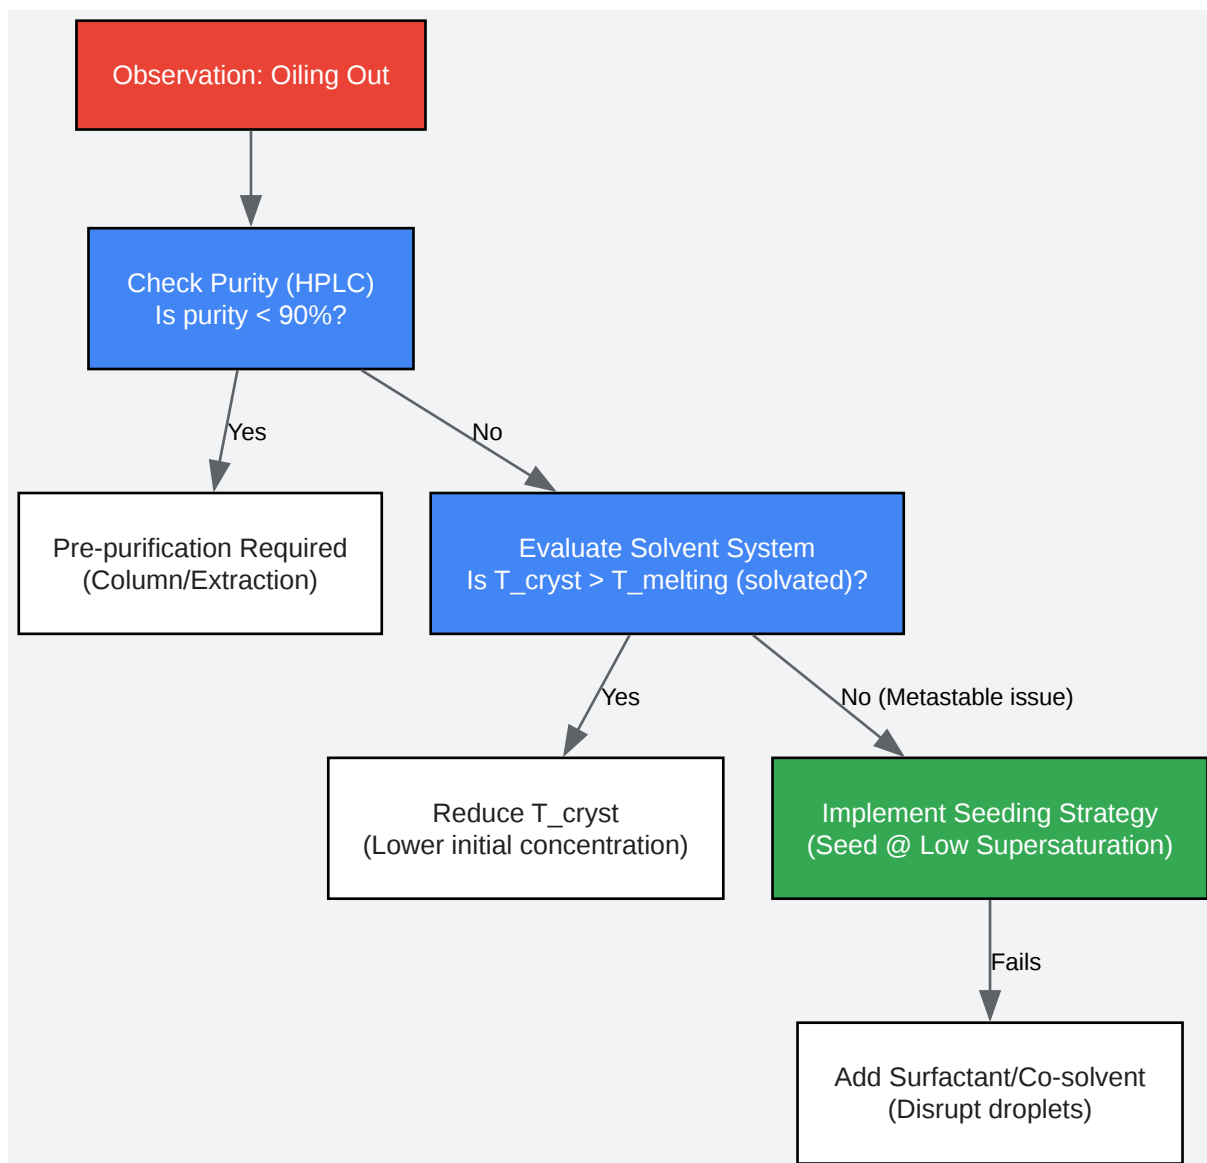 Observation: Oiling Out
Check Purity (HPLC)
Is purity < 90%?
Yes
No
Pre-purification Required
(Column/Extraction)
Evaluate Solvent System
Is T_cryst > T_melting (solvated)?
Yes
No (Metastable issue)
Reduce T_cryst
(Lower initial concentration)
Implement Seeding Strategy
(Seed @ Low Supersaturation)
Fails
Add Surfactant/Co-solvent
(Disrupt droplets)